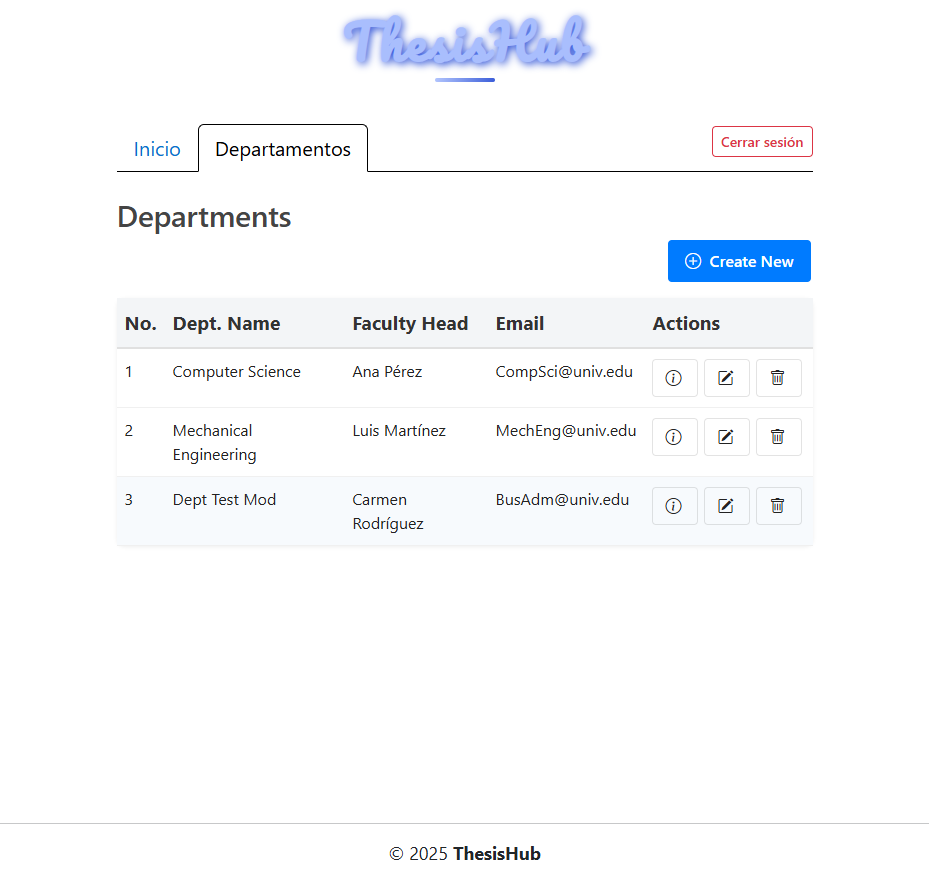 ThesisHub
Inicio
Departamentos
Cerrar sesión
Departments
Create New
No. Dept. Name Faculty Head Email Actions
1 Computer Science Ana Pérez CompSci@univ.edu
2 Mechanical Luis Martínez MechEng@univ.edu
Engineering
3 Dept Test Mod Carmen BusAdm@univ.edu
Rodríguez
© 2025 ThesisHub